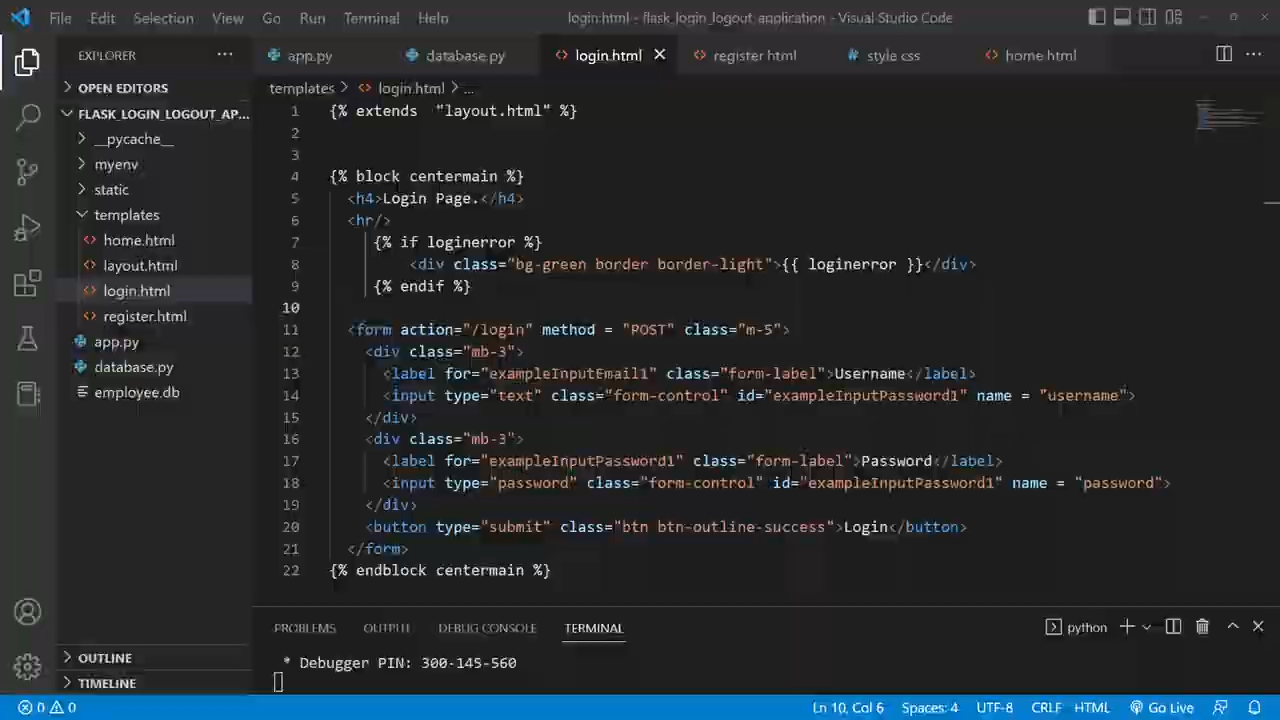 File Edit Selection View Go Run Terminal Help login.html - flask_login_logout_application - Visual Studio Code
EXPLORER ...
app.py database.py login.html register.html style.css home.html ...
OPEN EDITORS
FLASK_LOGIN_LOGOUT_AP...
__pycache__
myenv
static
templates
home.html
layout.html
login.html
register.html
app.py
database.py
employee.db
OUTLINE
TIMELINE
templates > login.html > ...
1 {% extends "layout.html" %}
2
3
4 {% block centermain %}
5 <h4>Login Page.</h4>
6 <hr/>
7 {% if loginerror %}
8 <div class="bg-green border border-light">{{ loginerror }}</div>
9 {% endif %}
10
11 <form action="/login" method = "POST" class="m-5">
12 <div class="mb-3">
13 <label for="exampleInputEmail1" class="form-label">Username</label>
14 <input type="text" class="form-control" id="exampleInputPassword1" name = "username">
15 </div>
16 <div class="mb-3">
17 <label for="exampleInputPassword1" class="form-label">Password</label>
18 <input type="password" class="form-control" id="exampleInputPassword1" name = "password">
19 </div>
20 <button type="submit" class="btn btn-outline-success">Login</button>
21 </form>
22 {% endblock centermain %}
PROBLEMS OUTPUT DEBUG CONSOLE TERMINAL python
* Debugger PIN: 300-145-560
0 0 Ln 10, Col 6 Spaces: 4 UTF-8 CRLF HTML Go Live